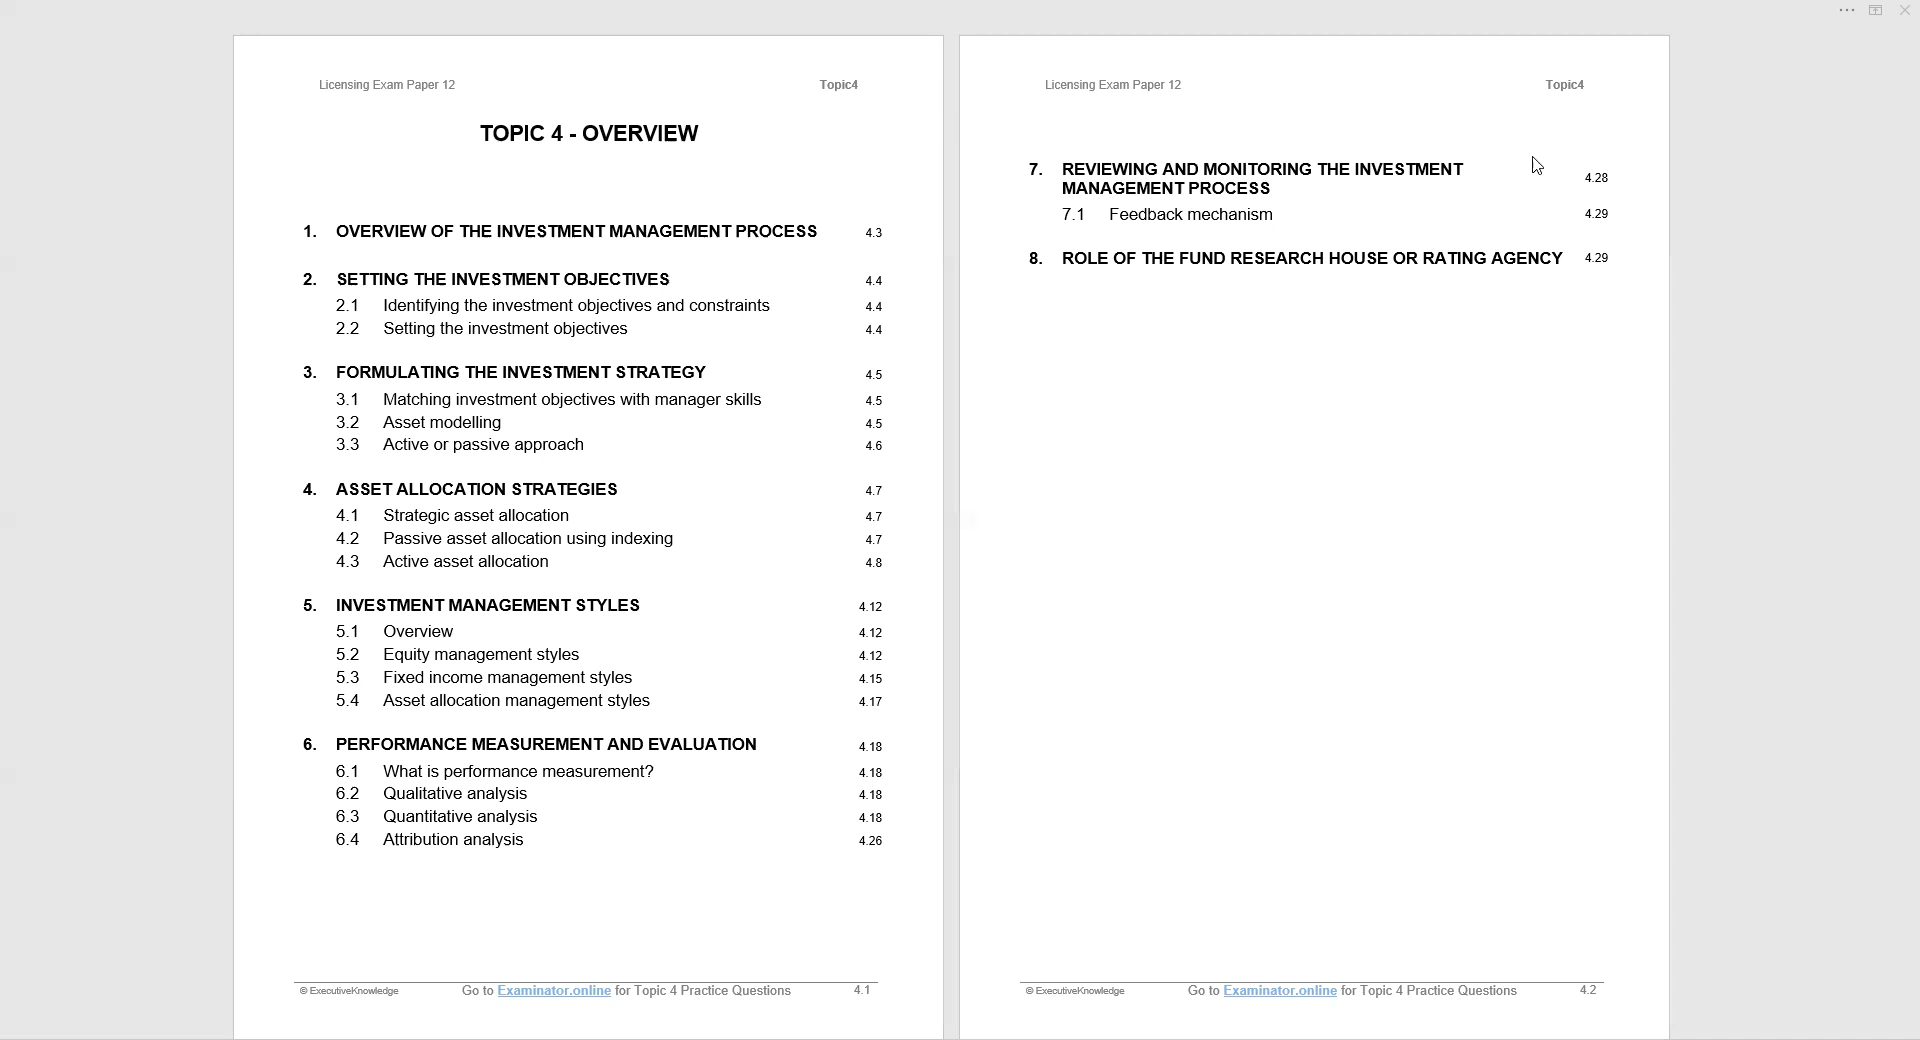 Licensing Exam Paper 12 Topic4
TOPIC 4 - OVERVIEW
1. OVERVIEW OF THE INVESTMENT MANAGEMENT PROCESS 4.3
2. SETTING THE INVESTMENT OBJECTIVES 4.4
2.1 Identifying the investment objectives and constraints 4.4
2.2 Setting the investment objectives 4.4
3. FORMULATING THE INVESTMENT STRATEGY 4.5
3.1 Matching investment objectives with manager skills 4.5
3.2 Asset modelling 4.5
3.3 Active or passive approach 4.6
4. ASSET ALLOCATION STRATEGIES 4.7
4.1 Strategic asset allocation 4.7
4.2 Passive asset allocation using indexing 4.7
4.3 Active asset allocation 4.8
5. INVESTMENT MANAGEMENT STYLES 4.12
5.1 Overview 4.12
5.2 Equity management styles 4.12
5.3 Fixed income management styles 4.15
5.4 Asset allocation management styles 4.17
6. PERFORMANCE MEASUREMENT AND EVALUATION 4.18
6.1 What is performance measurement? 4.18
6.2 Qualitative analysis 4.18
6.3 Quantitative analysis 4.18
6.4 Attribution analysis 4.26
© ExecutiveKnowledge Go to Examinator.online for Topic 4 Practice Questions 4.1
Licensing Exam Paper 12 Topic4
7. REVIEWING AND MONITORING THE INVESTMENT
MANAGEMENT PROCESS 4.28
7.1 Feedback mechanism 4.29
8. ROLE OF THE FUND RESEARCH HOUSE OR RATING AGENCY 4.29
© ExecutiveKnowledge Go to Examinator.online for Topic 4 Practice Questions 4.2